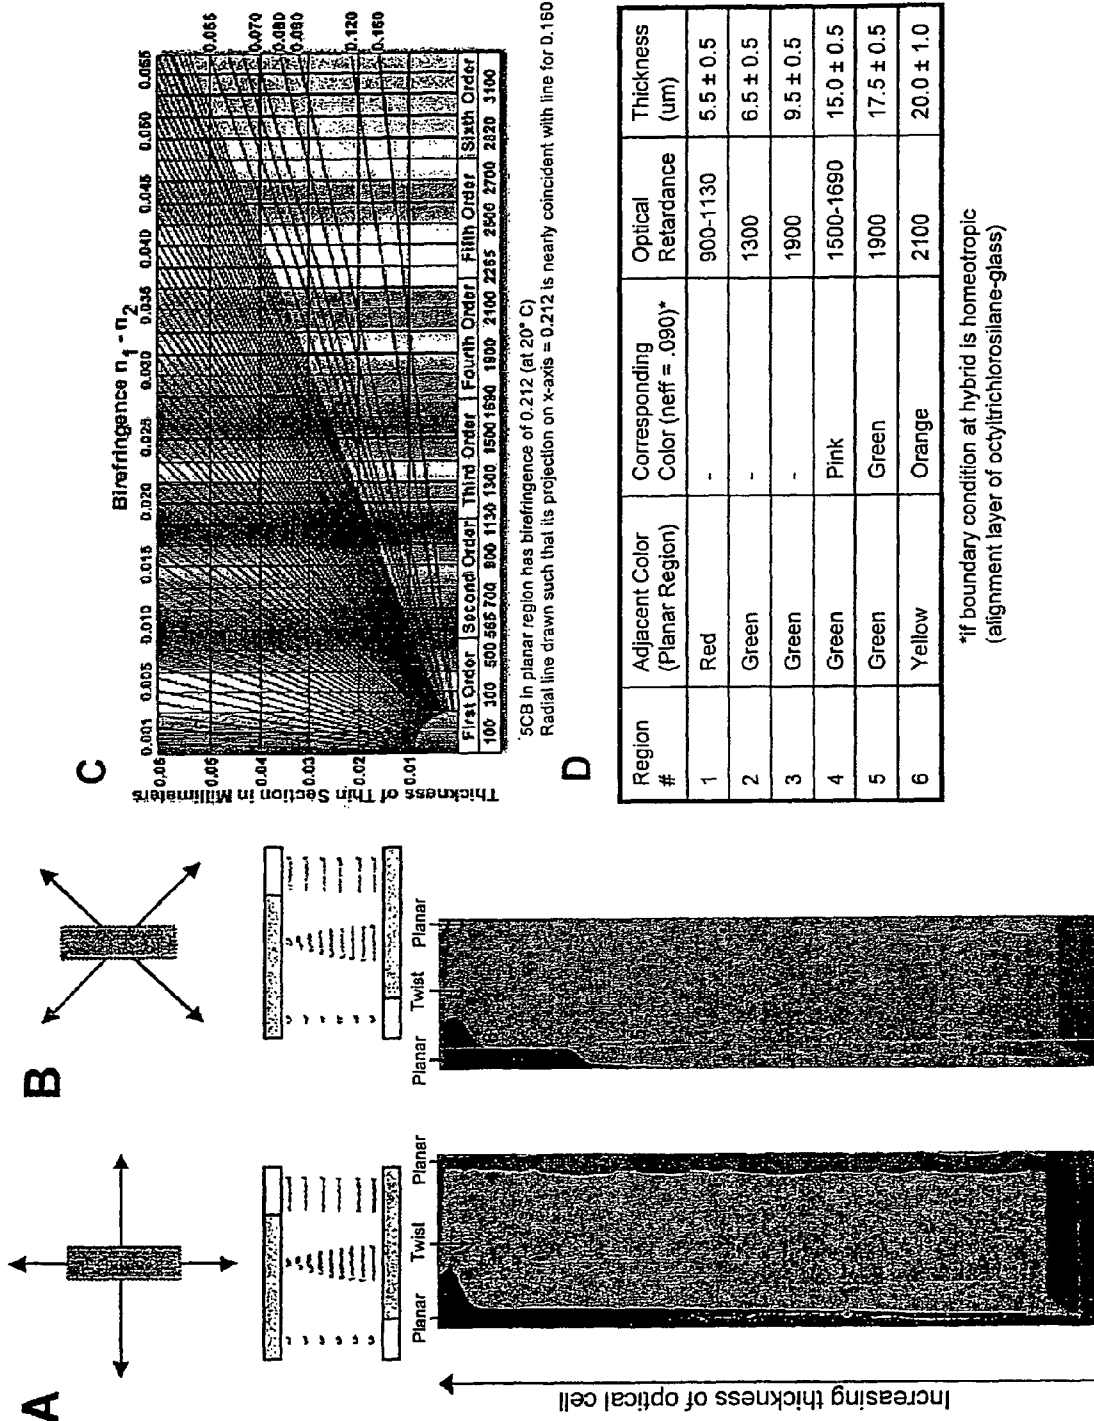 A
Planar Twist Planar
Increasing thickness of optical cell
B
Planar Twist Planar
C
Birefringence n1 - n2
0.001 0.005 0.010 0.015 0.020 0.025 0.030 0.035 0.040 0.045 0.050 0.055
0.06
0.05
0.04
0.03
0.02
0.01
Thickness of Thin Section in Millimeters
0.065
0.070
0.080
0.090
0.120
0.160
First Order Second Order Third Order Fourth Order Fifth Order Sixth Order
100 300 500 565 700 900 1130 1300 1500 1690 1900 2100 2265 2500 2700 2820 3100
5CB in planar region has birefringence of 0.212 (at 20° C)
Radial line drawn such that its projection on x-axis = 0.212 is nearly coincident with line for 0.160
D
Region # Adjacent Color (Planar Region) Corresponding Color (neff = .090)* Optical Retardance Thickness (um)
1 Red - 900-1130 5.5 ± 0.5
2 Green - 1300 6.5 ± 0.5
3 Green - 1900 9.5 ± 0.5
4 Green Pink 1500-1690 15.0 ± 0.5
5 Green Green 1900 17.5 ± 0.5
6 Yellow Orange 2100 20.0 ± 1.0
*If boundary condition at hybrid is homeotropic
(alignment layer of octyltrichlorosilane-glass)